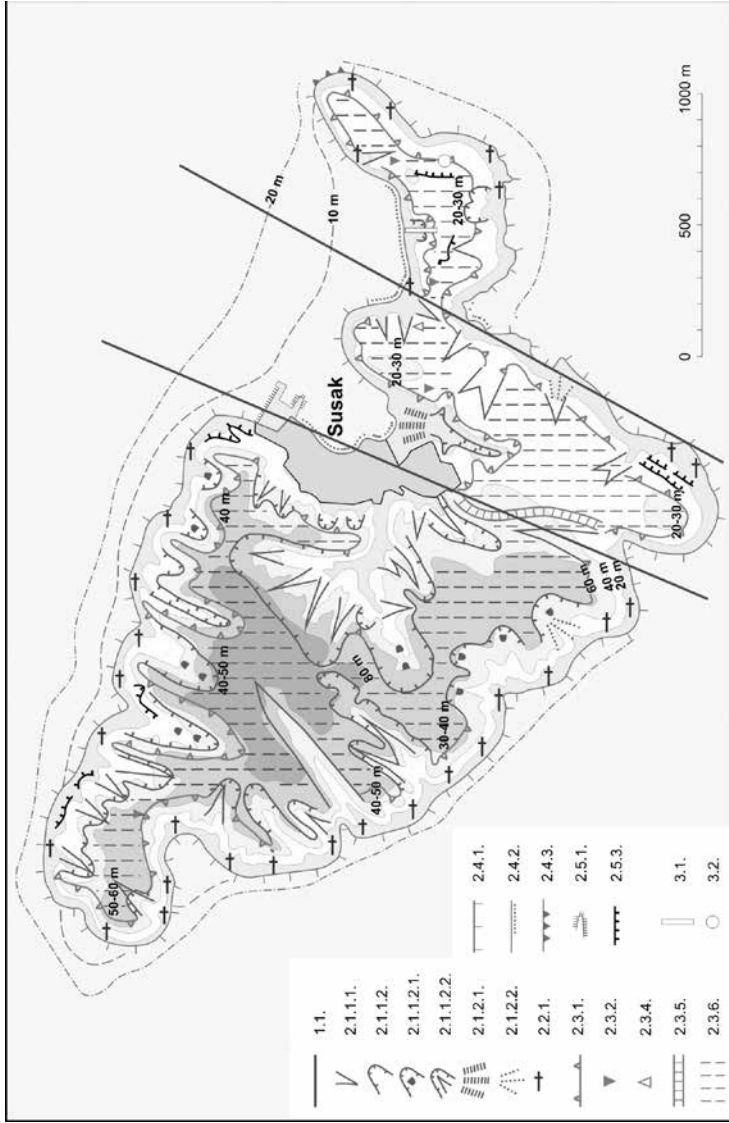 20 m
10 m
Susak
20-30 m
20-30 m
20-30 m
40 m
40-50 m
80 m
60 m
40 m
20 m
30-40 m
40-50 m
50-60 m
0
500
1000 m
1.1.
2.1.1.1.
2.1.1.2.
2.1.1.2.1.
2.1.1.2.2.
2.1.2.1.
2.1.2.2.
2.2.1.
2.3.1.
2.3.2.
2.3.4.
2.3.5.
2.3.6.
2.4.1.
2.4.2.
2.4.3.
2.5.1.
2.5.3.
3.1.
3.2.